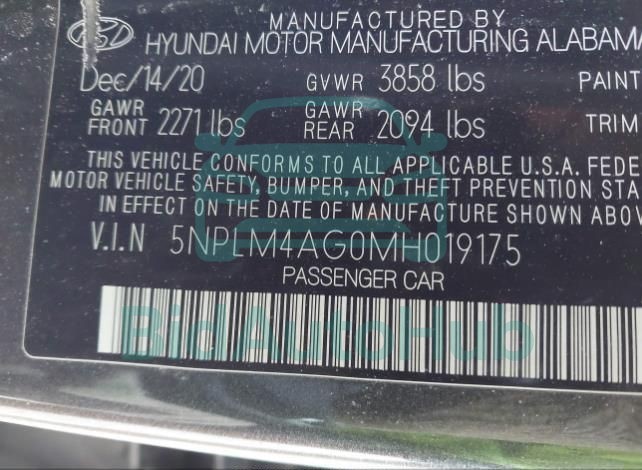 MANUFACTURED BY
HYUNDAI MOTOR MANUFACTURING ALABAMA
Dec/14/20 GVWR 3858 lbs PAINT
GAWR FRONT 2271 lbs GAWR REAR 2094 lbs TRIM
THIS VEHICLE CONFORMS TO ALL APPLICABLE U.S.A. FEDE
MOTOR VEHICLE SAFETY, BUMPER, AND THEFT PREVENTION STA
IN EFFECT ON THE DATE OF MANUFACTURE SHOWN ABOV
V.I.N 5NPLM4AG0MH019175
PASSENGER CAR
BidAutoHub